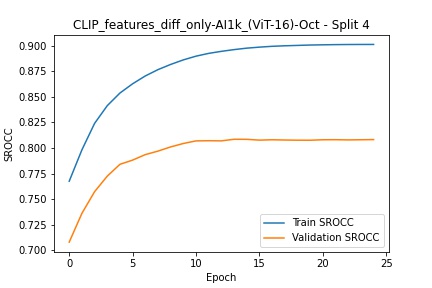 CLIP_features_diff_only-AI1k_(ViT-16)-Oct - Split 4
0.900
0.875
0.850
0.825
0.800
0.775
0.750
0.725
0.700
SROCC
Train SROCC
Validation SROCC
0 5 10 15 20 25
Epoch